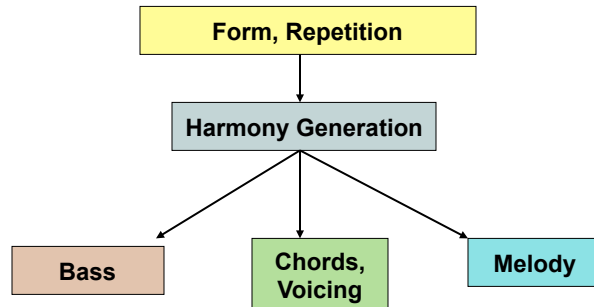 Form, Repetition
Harmony Generation
Bass
Chords,
Voicing
Melody